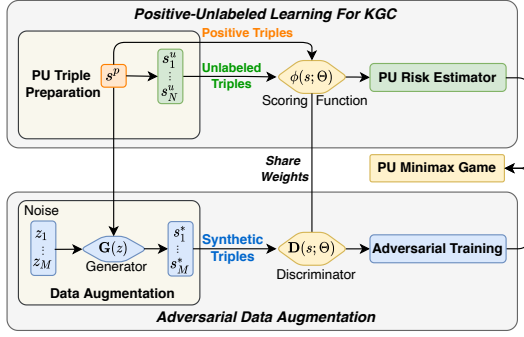 Positive-Unlabeled Learning For KGC
Positive Triples
PU Triple
Preparation
s^p
s_1^u
⋮
s_N^u
Unlabeled
Triples
ϕ(s;Θ)
Scoring Function
PU Risk Estimator
Share
Weights
PU Minimax Game
Noise
z_1
⋮
z_M
G(z)
Generator
s_1^*
⋮
s_M^*
Synthetic
Triples
D(s;Θ)
Discriminator
Adversarial Training
Data Augmentation
Adversarial Data Augmentation